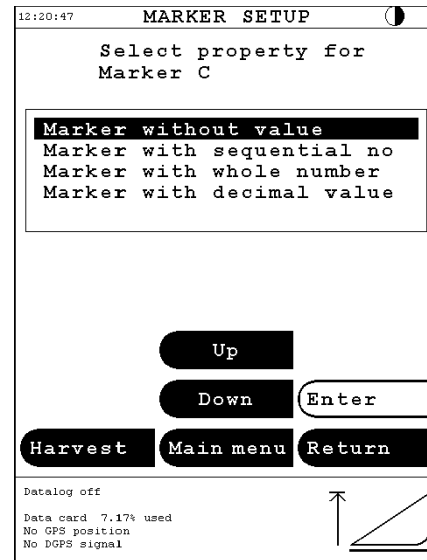 12:20:47 MARKER SETUP
Select property for
Marker C
Marker without value
Marker with sequential no
Marker with whole number
Marker with decimal value
Up
Down Enter
Harvest Main menu Return
Datalog off
Data card 7.17% used
No GPS position
No DGPS signal